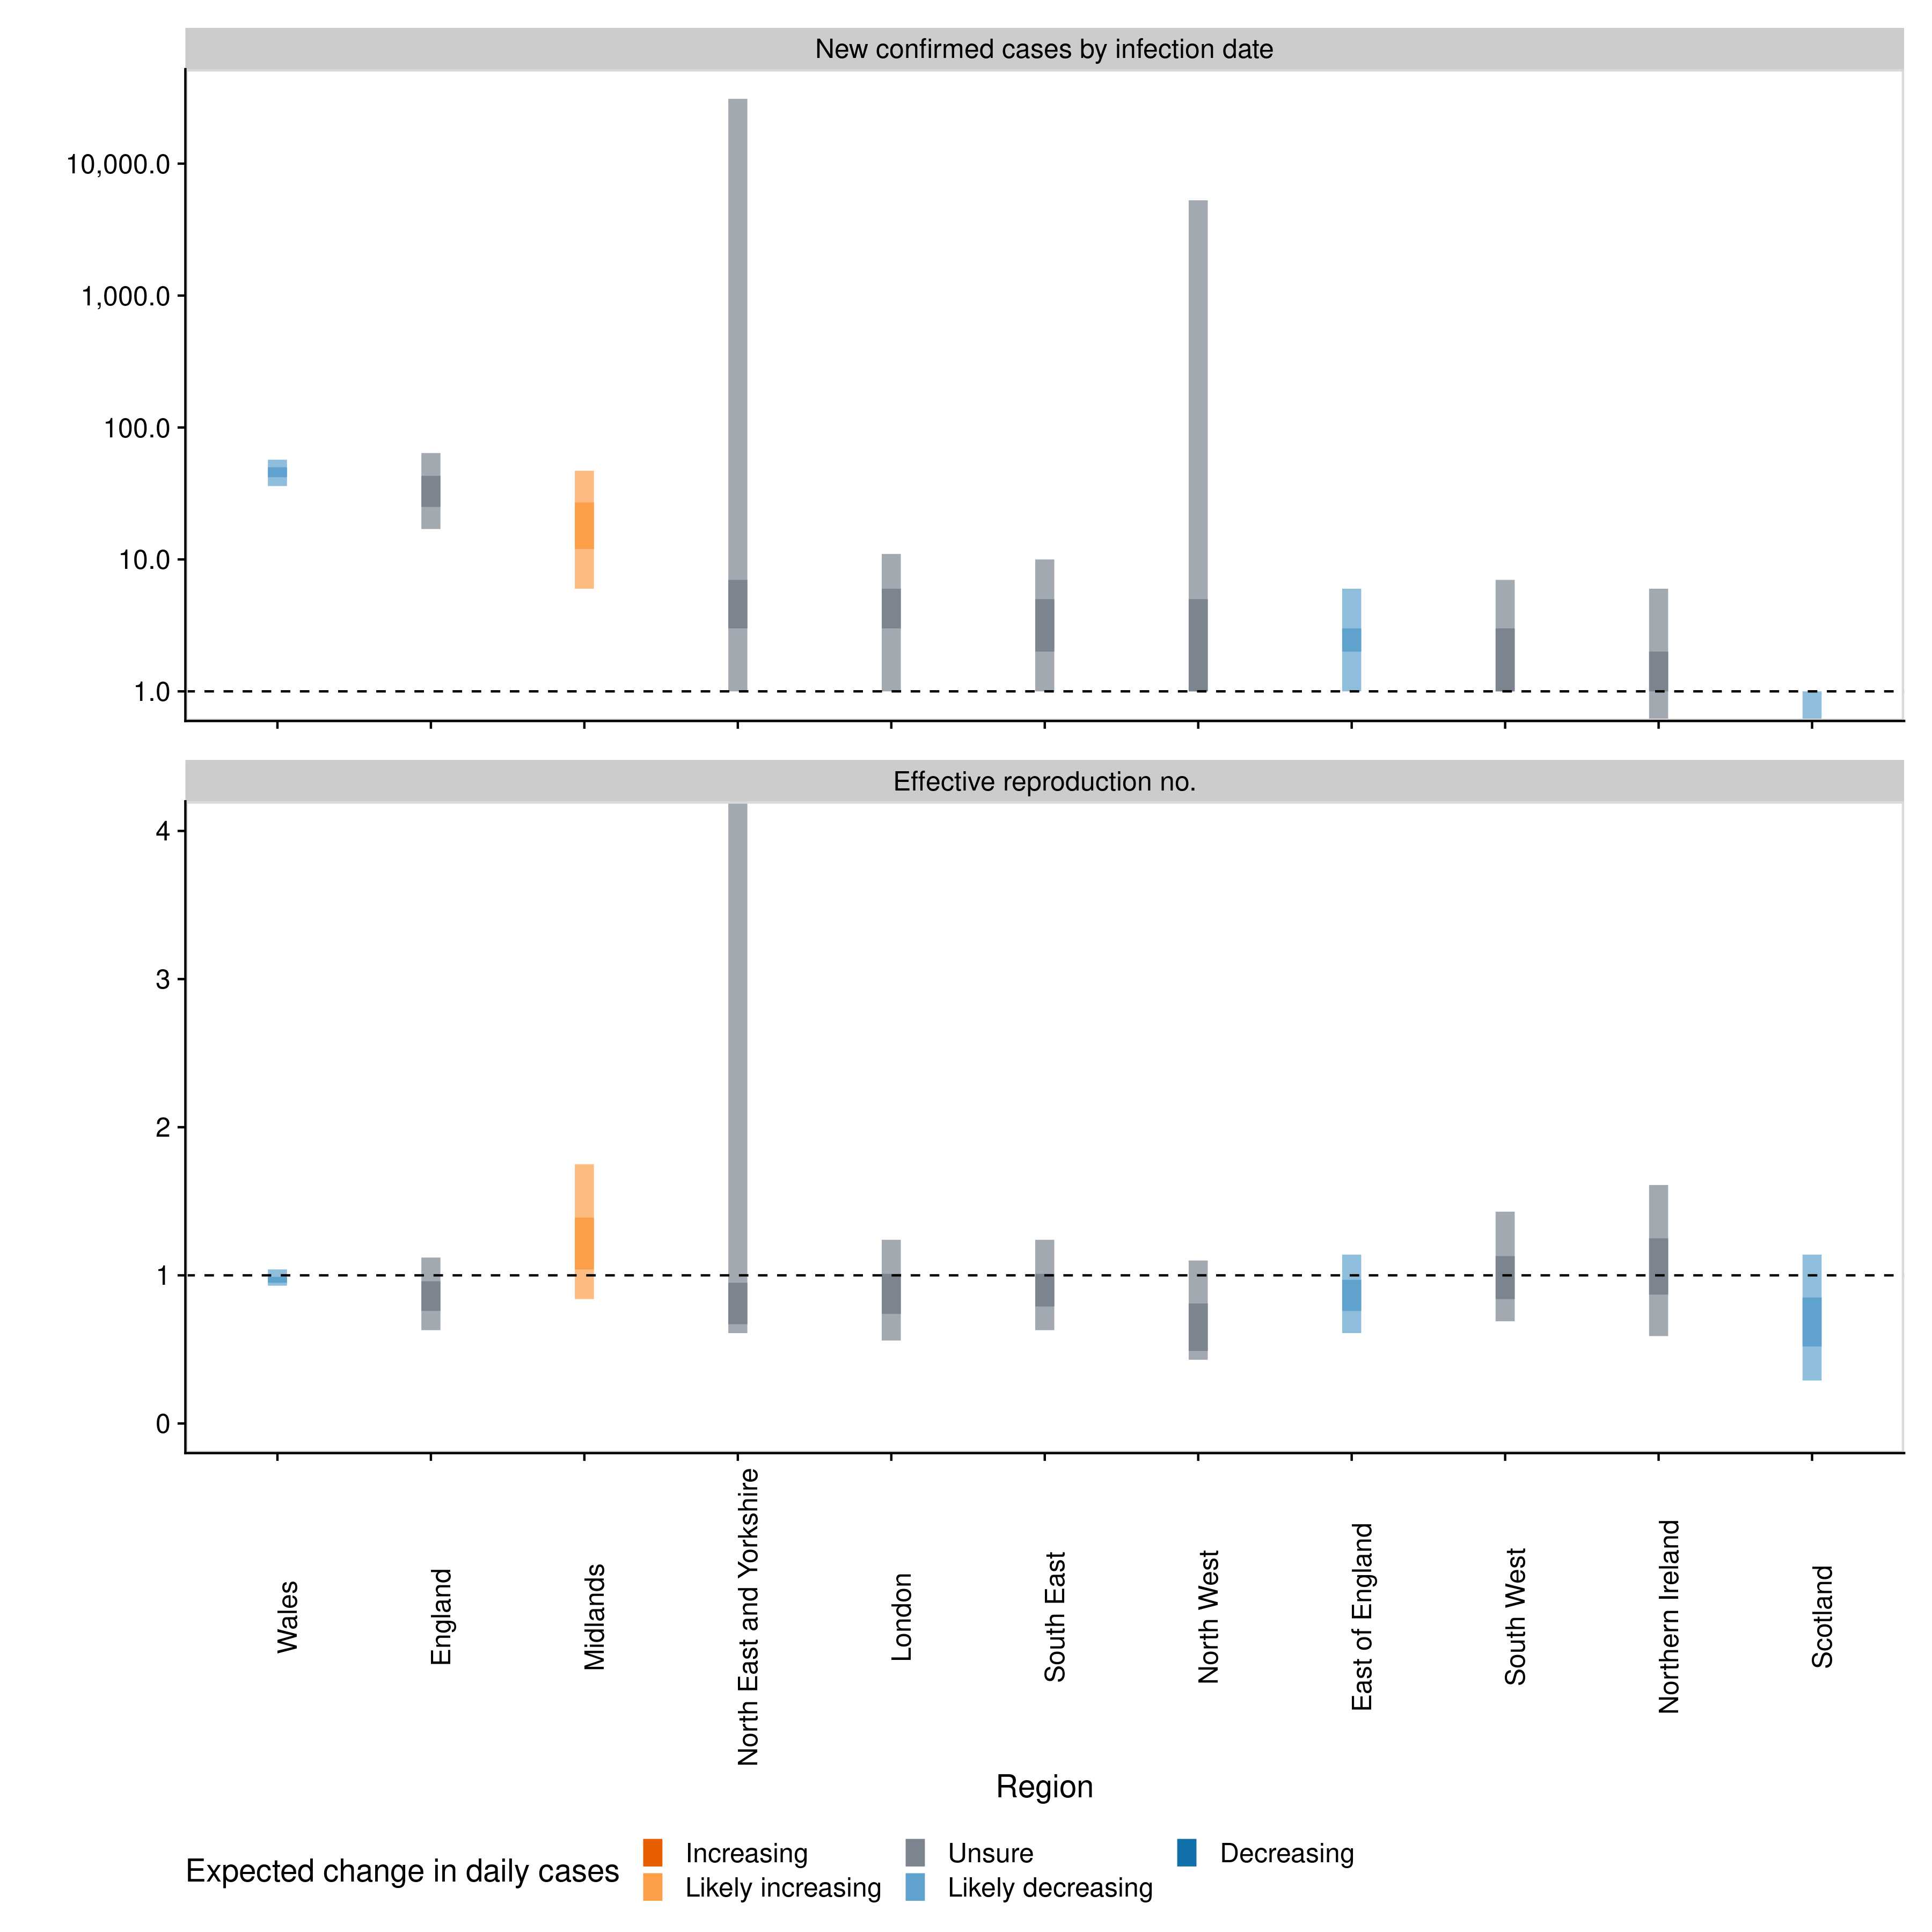 New confirmed cases by infection date
10,000.0
1,000.0
100.0
10.0
1.0
Effective reproduction no.
4
3
2
1
0
Wales
England
Midlands
North East and Yorkshire
London
South East
North West
East of England
South West
Northern Ireland
Scotland
Region
Expected change in daily cases
Increasing
Likely increasing
Unsure
Likely decreasing
Decreasing